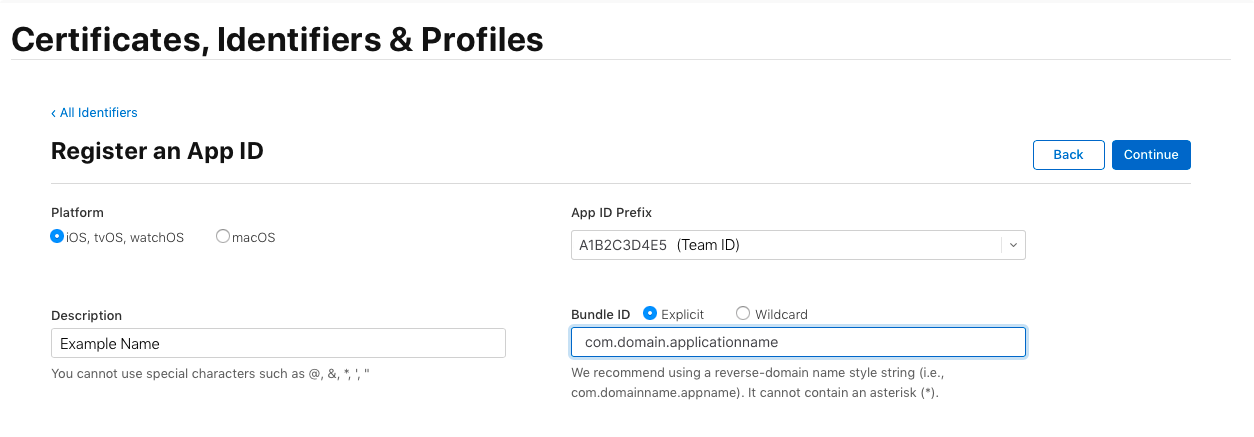 Certificates, Identifiers & Profiles
‹ All Identifiers
Register an App ID
Back
Continue
Platform
iOS, tvOS, watchOS
macOS
App ID Prefix
A1B2C3D4E5 (Team ID)
Description
Example Name
You cannot use special characters such as @, &, *, ', "
Bundle ID
Explicit
Wildcard
com.domain.applicationname
We recommend using a reverse-domain name style string (i.e.,
com.domainname.appname). It cannot contain an asterisk (*).